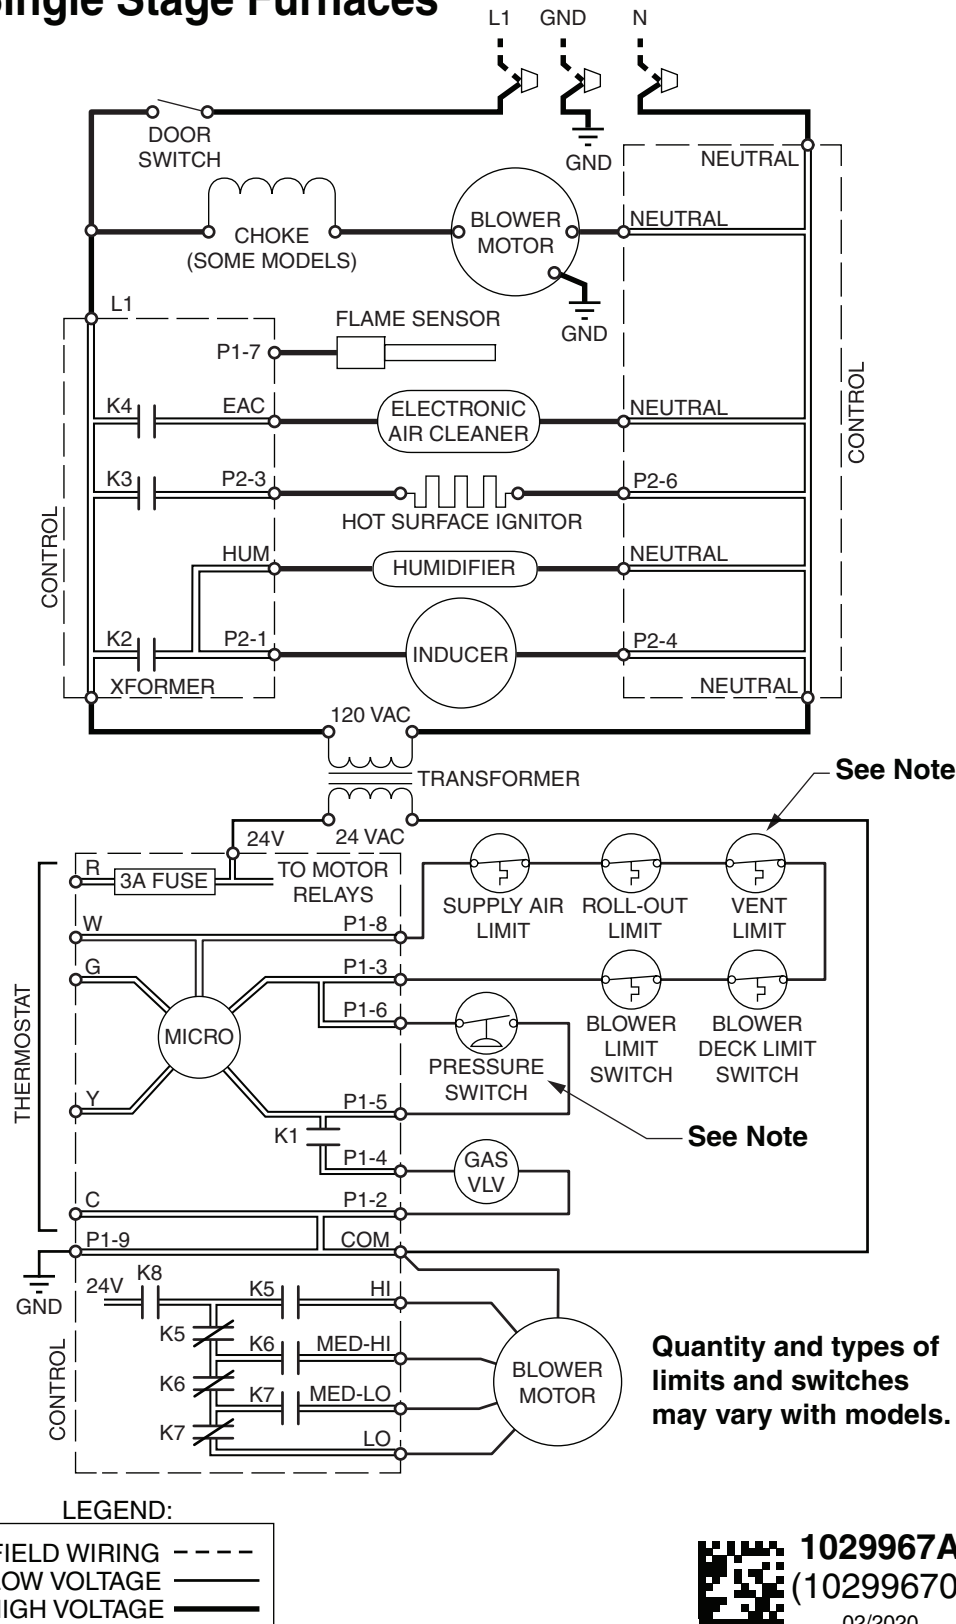 Single Stage Furnaces
L1 GND N
DOOR
SWITCH
GND
NEUTRAL
CHOKE
(SOME MODELS)
BLOWER
MOTOR
NEUTRAL
GND
L1
FLAME SENSOR
P1-7
K4
EAC
ELECTRONIC
AIR CLEANER
NEUTRAL
CONTROL
K3
P2-3
P2-6
HOT SURFACE IGNITOR
CONTROL
HUM
HUMIDIFIER
NEUTRAL
K2
P2-1
INDUCER
P2-4
XFORMER
NEUTRAL
120 VAC
TRANSFORMER
See Note
24V
24 VAC
R
3A FUSE
TO MOTOR
RELAYS
SUPPLY AIR
LIMIT
ROLL-OUT
LIMIT
VENT
LIMIT
W
P1-8
G
P1-3
P1-6
THERMOSTAT
MICRO
PRESSURE
SWITCH
BLOWER
LIMIT
SWITCH
BLOWER
DECK LIMIT
SWITCH
Y
P1-5
K1
See Note
P1-4
GAS
VLV
C
P1-2
P1-9
COM
GND
24V
K8
K5
HI
K5
K6
MED-HI
K6
K7
MED-LO
K7
LO
CONTROL
BLOWER
MOTOR
Quantity and types of
limits and switches
may vary with models.
LEGEND:
FIELD WIRING
LOW VOLTAGE
HIGH VOLTAGE
1029967A
(10299670
02/2020